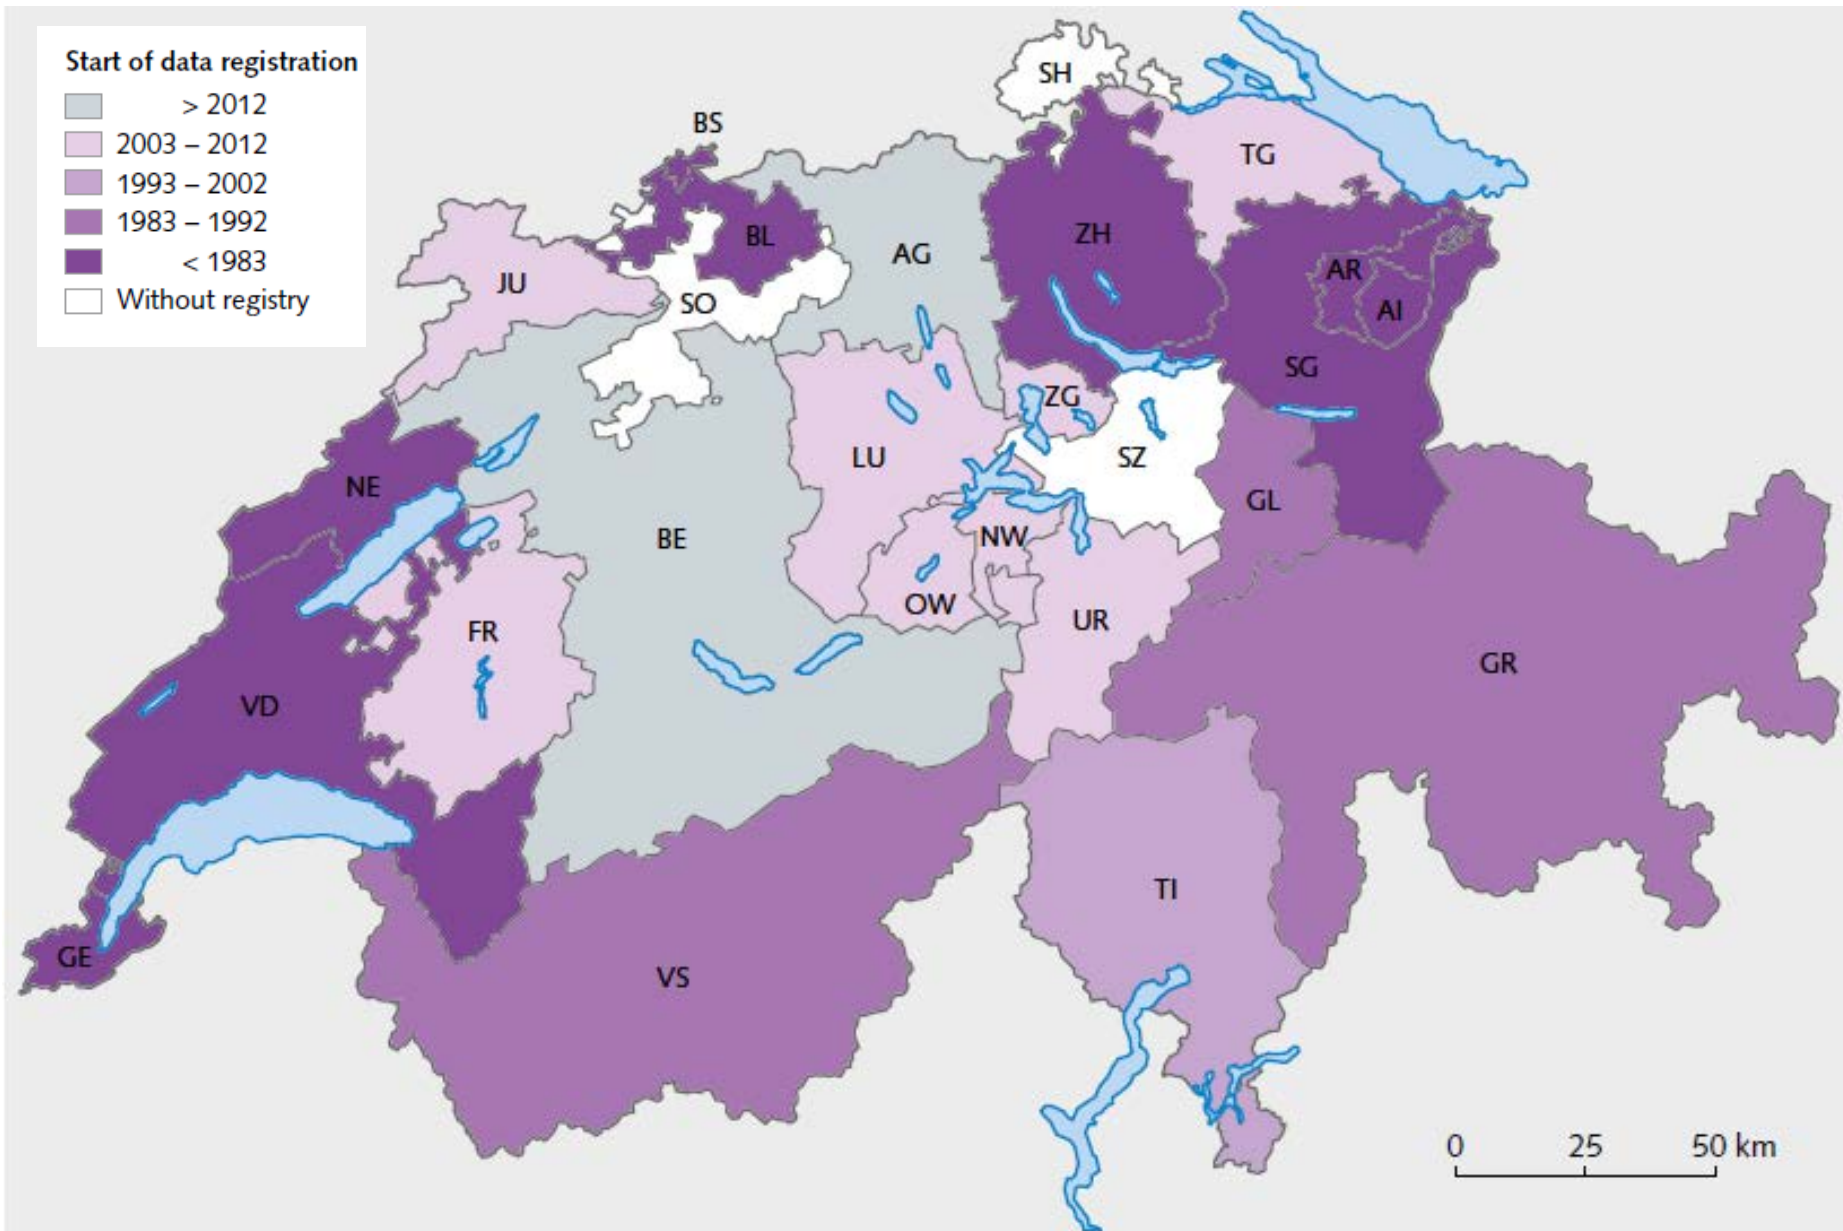 Start of data registration
> 2012
2003 – 2012
1993 – 2002
1983 – 1992
< 1983
Without registry
SH
BS
TG
ZH
BL
AG
AR
JU
SO
AI
SG
ZG
LU
SZ
NE
GL
BE
NW
OW
UR
FR
GR
VD
TI
GE
VS
0 25 50 km